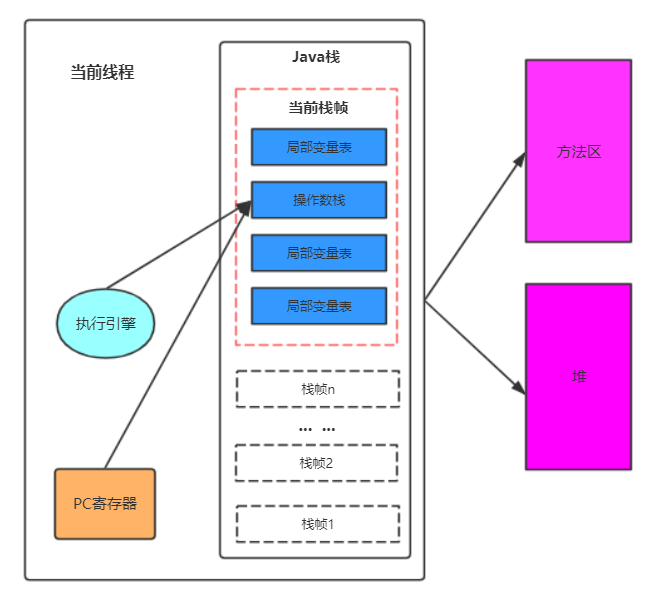 当前线程
Java栈
当前栈帧
局部变量表
操作数栈
局部变量表
局部变量表
执行引擎
PC寄存器
栈帧n
... ...
栈帧2
栈帧1
方法区
堆